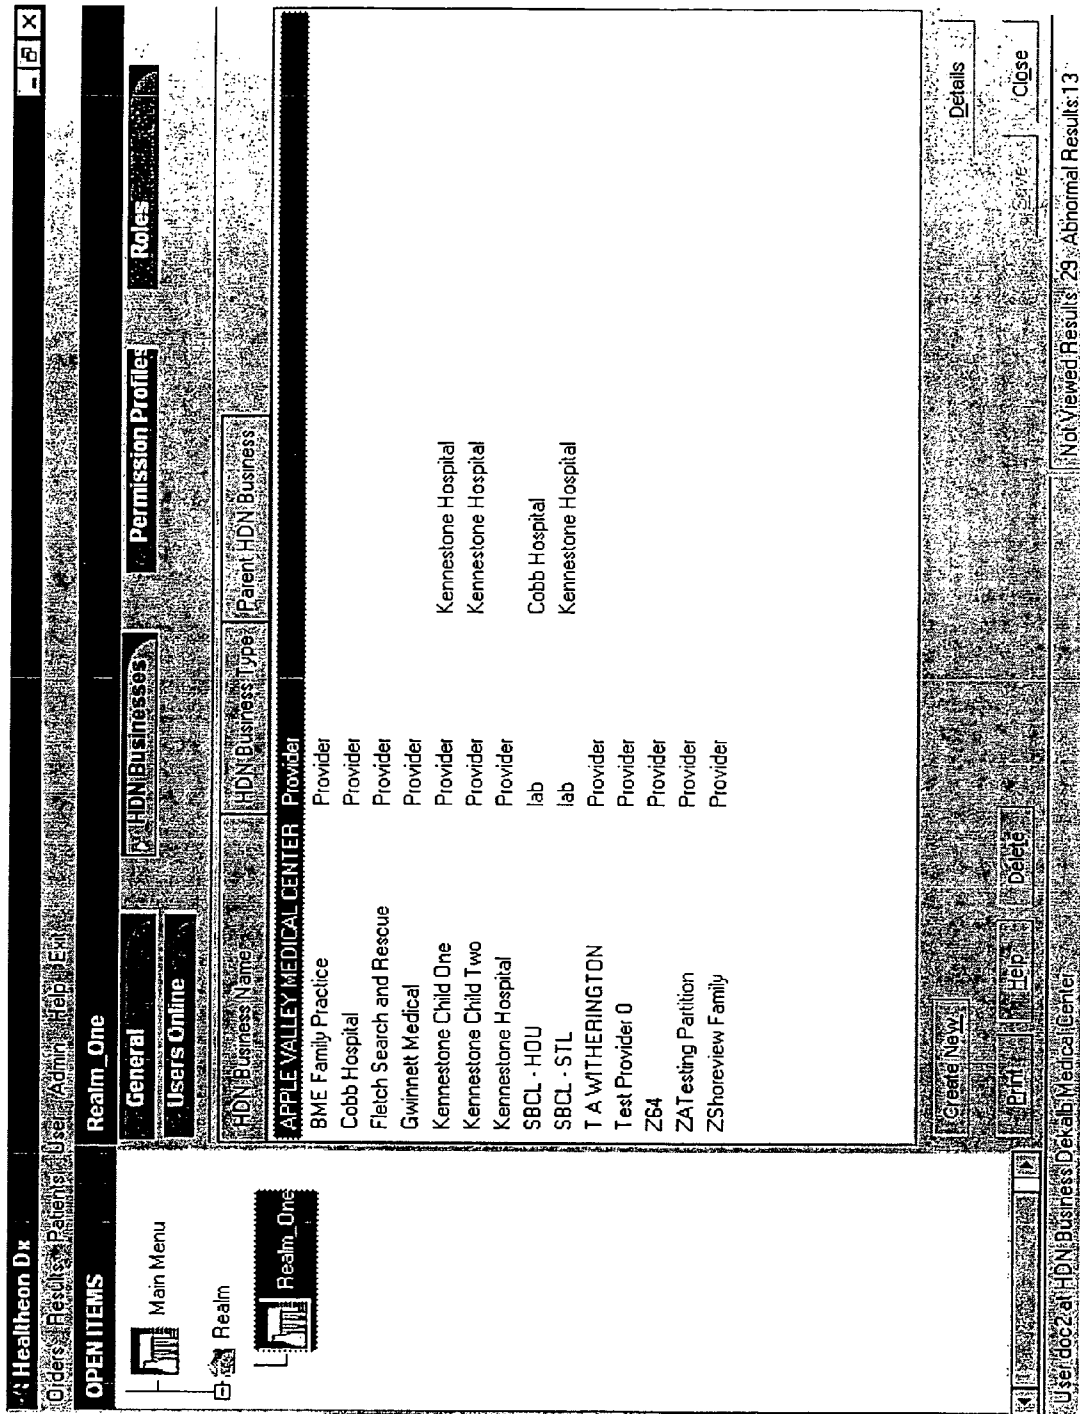 Healtheon Dx
Orders Results Patients User Admin Help Exit
OPEN ITEMS
Realm_One
Main Menu
Realm
Realm_One
General
HDN Businesses
Permission Profiles
Roles
Users Online
HDN Business Name
HDN Business Type
Parent HDN Business
APPLE VALLEY MEDICAL CENTER Provider
BME Family Practice Provider
Cobb Hospital Provider
Fletch Search and Rescue Provider
Gwinnett Medical Provider
Kennestone Child One Provider Kennestone Hospital
Kennestone Child Two Provider Kennestone Hospital
Kennestone Hospital Provider
SBCL - HOU lab Cobb Hospital
SBCL - STL lab Kennestone Hospital
T A WITHERINGTON Provider
Test Provider 0 Provider
Z64 Provider
ZATesting Partition Provider
ZShoreview Family Provider
Create New... Details
Print Help Delete Save Close
User doc2 at HDN Business Dekalb Medical Center Not Viewed Results: 29 Abnormal Results:13